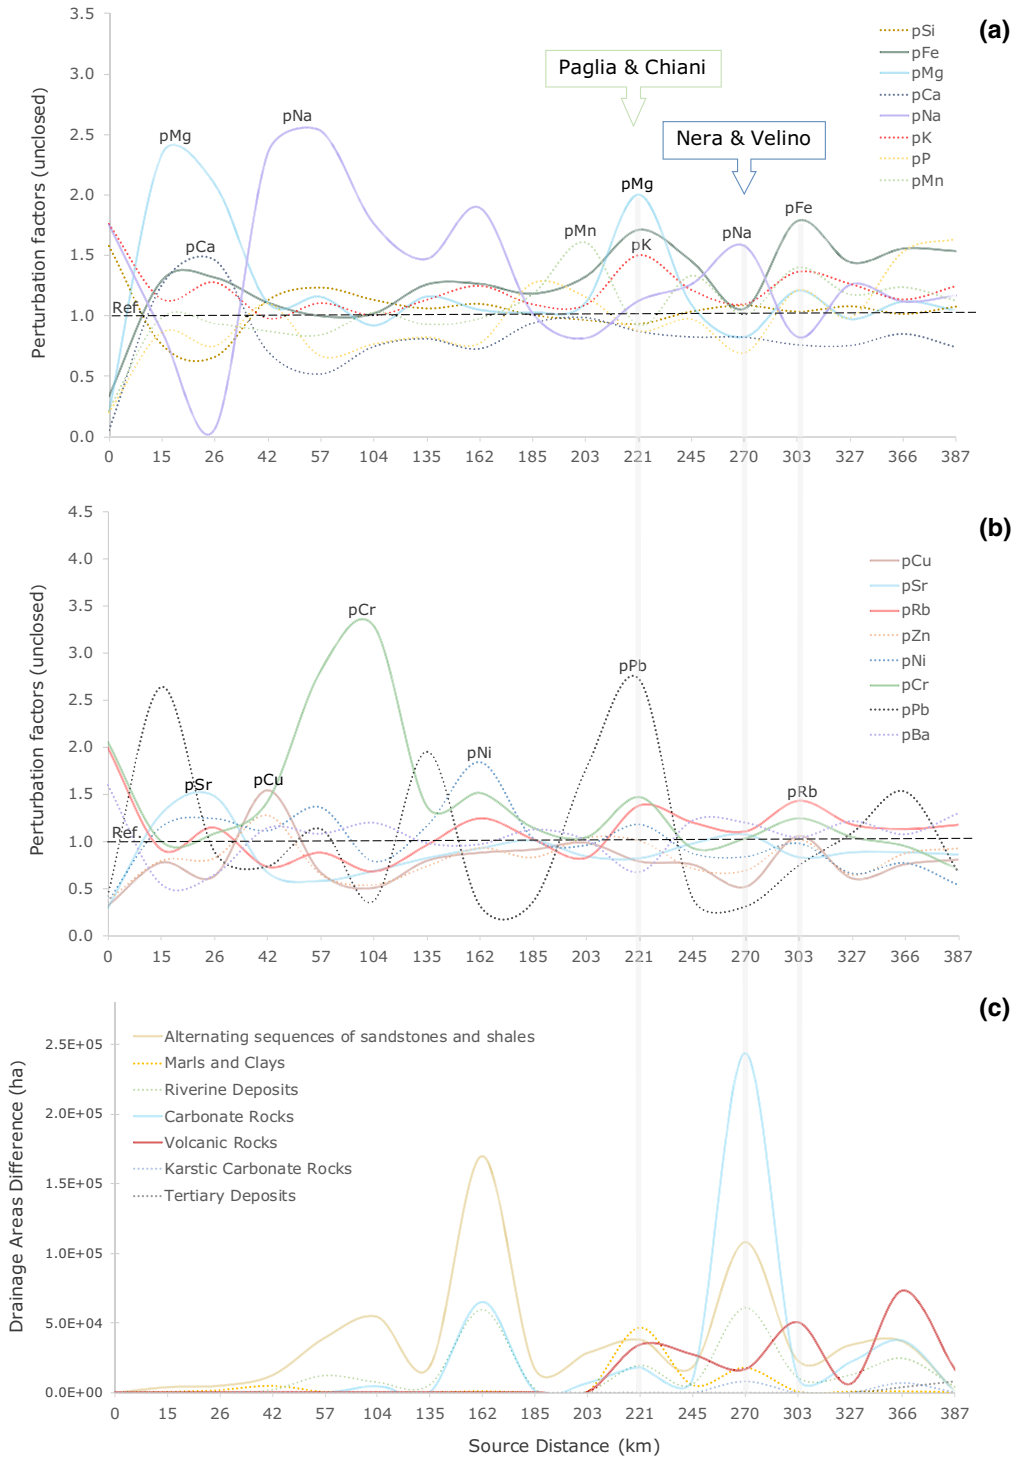 (a)
3.5
3.0
2.5
2.0
1.5
1.0
0.5
0.0
Perturbation factors (unclosed)
Ref.
pMg
pCa
pNa
Paglia & Chiani
Nera & Velino
pMn
pMg
pK
pNa
pFe
pSi
pFe
pMg
pCa
pNa
pK
pP
pMn
0 15 26 42 57 104 135 162 185 203 221 245 270 303 327 366 387
(b)
4.5
4.0
3.5
3.0
2.5
2.0
1.5
1.0
0.5
0.0
Perturbation factors (unclosed)
Ref.
pSr
pCu
pCr
pNi
pPb
pRb
pCu
pSr
pRb
pZn
pNi
pCr
pPb
pBa
0 15 26 42 57 104 135 162 185 203 221 245 270 303 327 366 387
(c)
2.5E+05
2.0E+05
1.5E+05
1.0E+05
5.0E+04
0.0E+00
Drainage Areas Difference (ha)
Alternating sequences of sandstones and shales
Marls and Clays
Riverine Deposits
Carbonate Rocks
Volcanic Rocks
Karstic Carbonate Rocks
Tertiary Deposits
0 15 26 42 57 104 135 162 185 203 221 245 270 303 327 366 387
Source Distance (km)